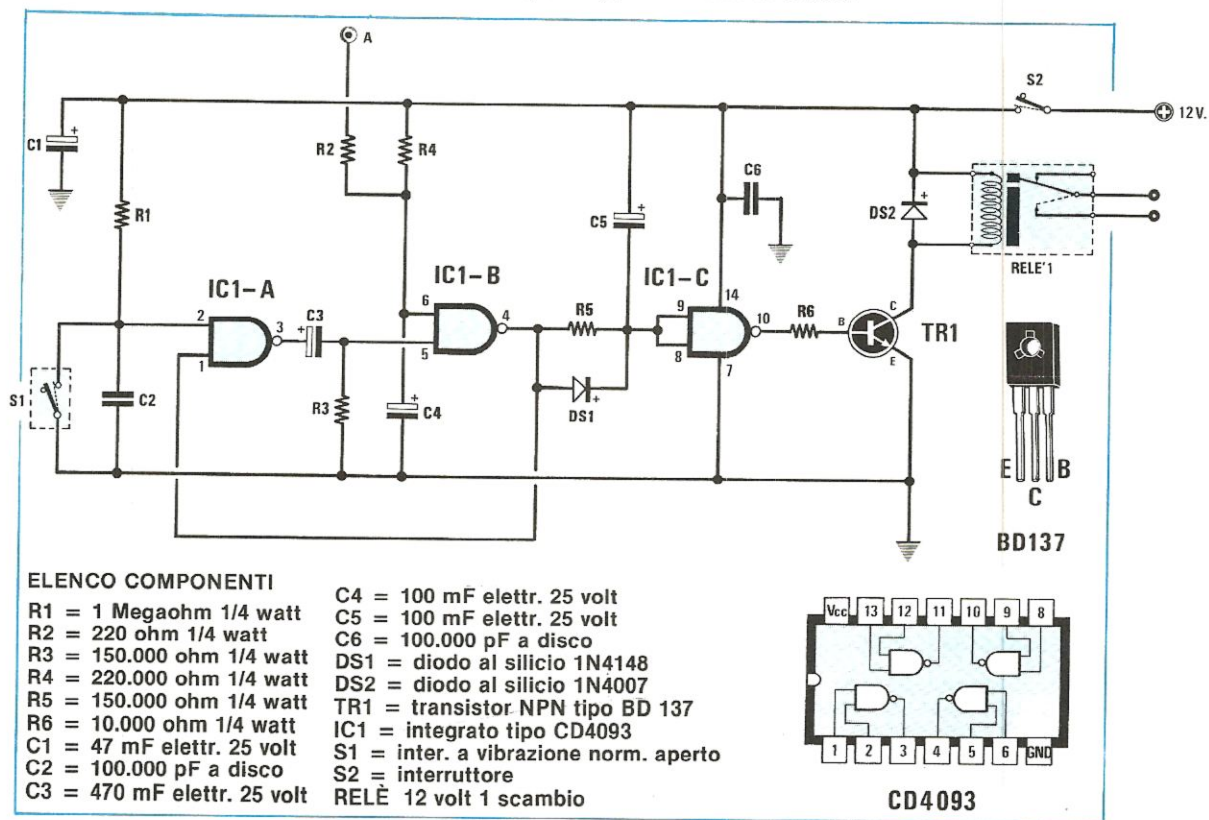 A
S2
12 V.
C1
R1
R2
R4
C5
C6
DS2
RELE'1
IC1-A
IC1-B
IC1-C
2
1
3
C3
6
5
4
R5
9
8
14
10
7
R6
B
C
E
TR1
S1
C2
R3
C4
DS1
E
C
B
BD137
ELENCO COMPONENTI
R1 = 1 Megaohm 1/4 watt
R2 = 220 ohm 1/4 watt
R3 = 150.000 ohm 1/4 watt
R4 = 220.000 ohm 1/4 watt
R5 = 150.000 ohm 1/4 watt
R6 = 10.000 ohm 1/4 watt
C1 = 47 mF elettr. 25 volt
C2 = 100.000 pF a disco
C3 = 470 mF elettr. 25 volt
C4 = 100 mF elettr. 25 volt
C5 = 100 mF elettr. 25 volt
C6 = 100.000 pF a disco
DS1 = diodo al silicio 1N4148
DS2 = diodo al silicio 1N4007
TR1 = transistor NPN tipo BD 137
IC1 = integrato tipo CD4093
S1 = inter. a vibrazione norm. aperto
S2 = interruttore
RELÈ 12 volt 1 scambio
Vcc 13 12 11 10 9 8
1 2 3 4 5 6 GND
CD4093